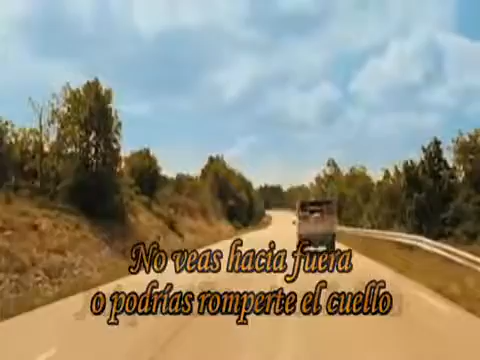 No veas hacia fuera
o podrías romperte el cuello